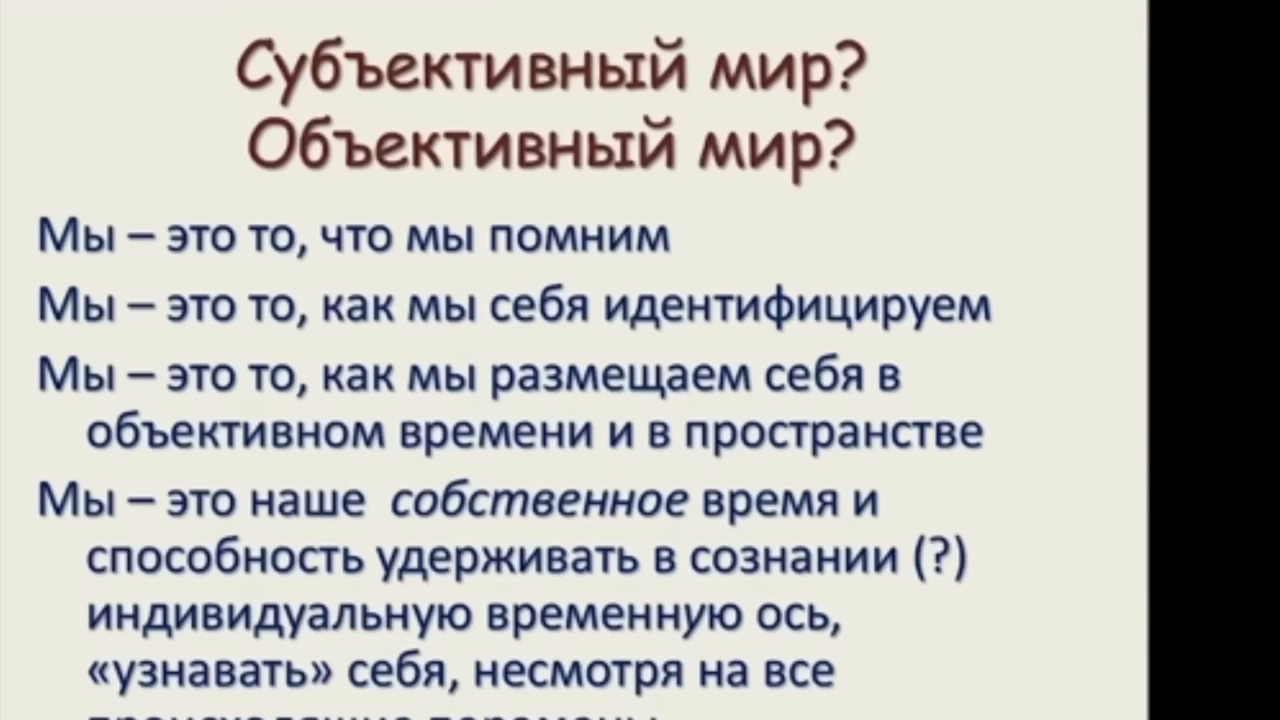 Субъективный мир?
Объективный мир?
Мы – это то, что мы помним
Мы – это то, как мы себя идентифицируем
Мы – это то, как мы размещаем себя в
объективном времени и в пространстве
Мы – это наше собственное время и
способность удерживать в сознании (?)
индивидуальную временную ось,
«узнавать» себя, несмотря на все